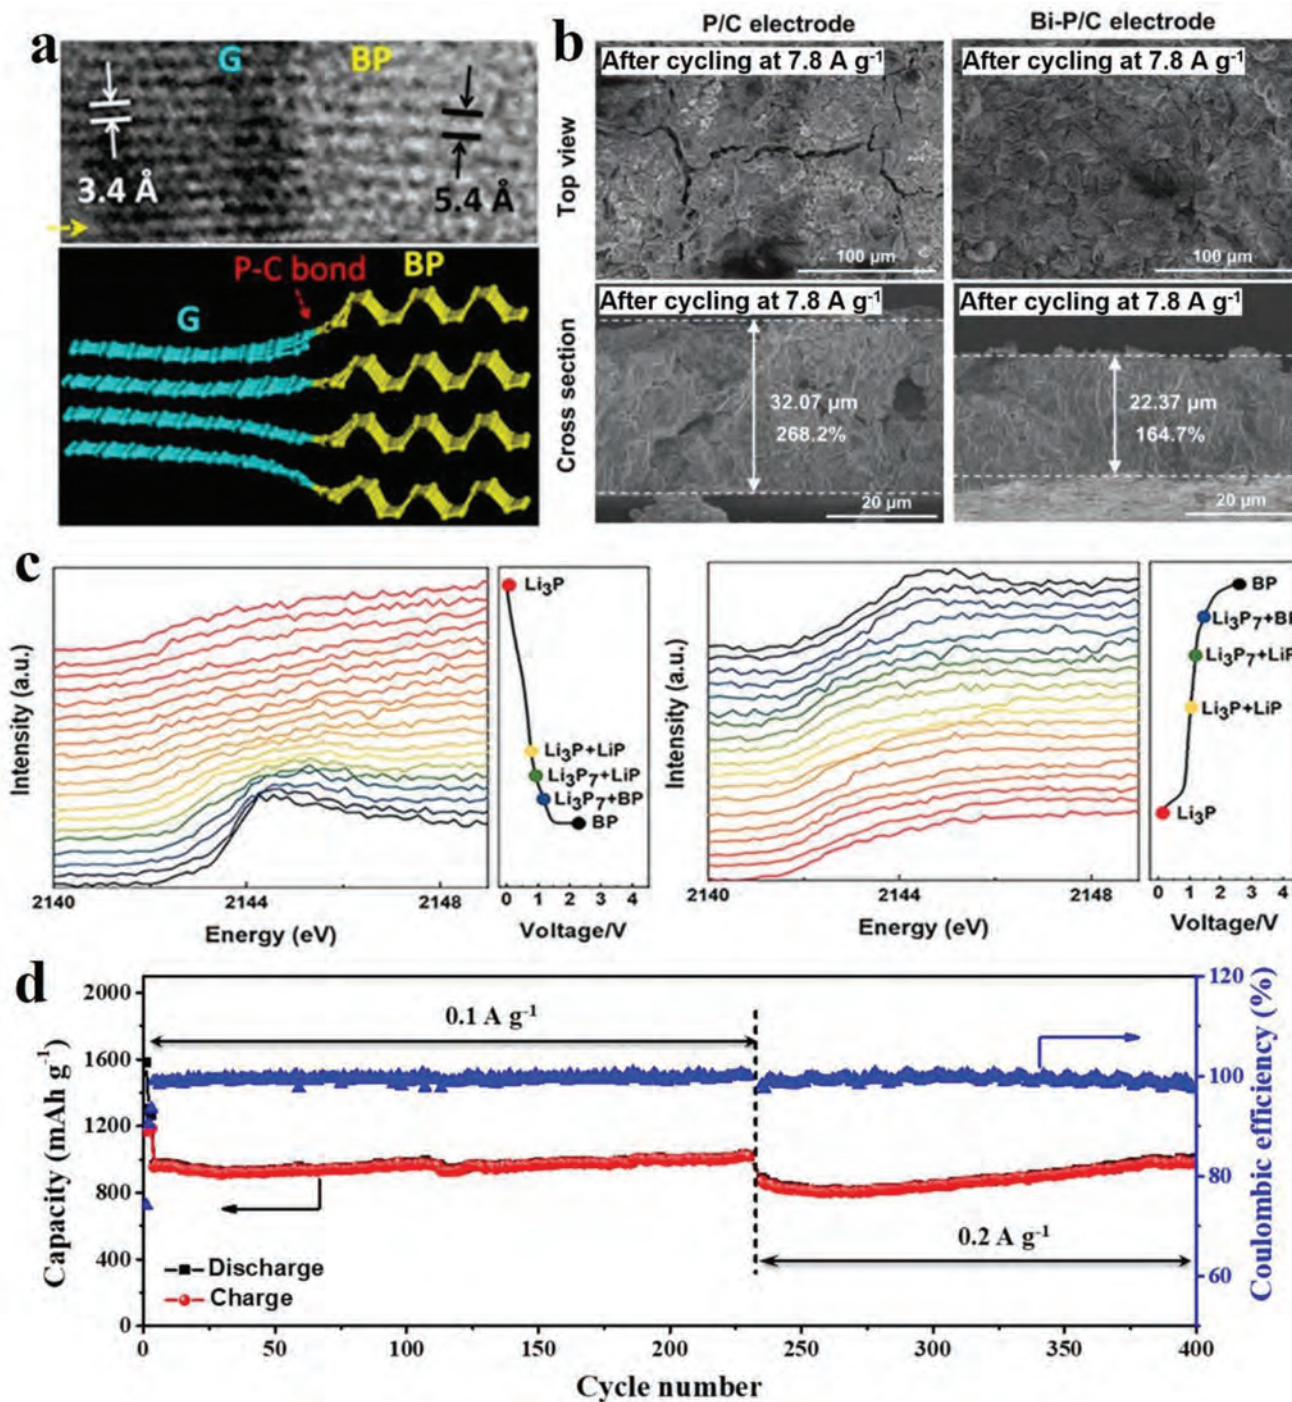 a
G
BP
3.4 Å
5.4 Å
P-C bond
BP
G
b
P/C electrode
Bi-P/C electrode
Top view
After cycling at 7.8 A g⁻¹
After cycling at 7.8 A g⁻¹
100 µm
100 µm
Cross section
After cycling at 7.8 A g⁻¹
After cycling at 7.8 A g⁻¹
32.07 µm
268.2%
22.37 µm
164.7%
20 µm
20 µm
c
Intensity (a.u.)
2140
2144
2148
Energy (eV)
Li₃P
Li₃P+LiP
Li₃P₇+LiP
Li₃P₇+BP
BP
0 1 2 3 4
Voltage/V
Intensity (a.u.)
2140
2144
2148
Energy (eV)
BP
Li₃P₇+BP
Li₃P₇+LiP
Li₃P+LiP
Li₃P
0 1 2 3 4
Voltage/V
d
Capacity (mAh g⁻¹)
2000
1600
1200
800
400
0
0.1 A g⁻¹
0.2 A g⁻¹
Discharge
Charge
120
100
80
60
Coulombic efficiency (%)
0 50 100 150 200 250 300 350 400
Cycle number